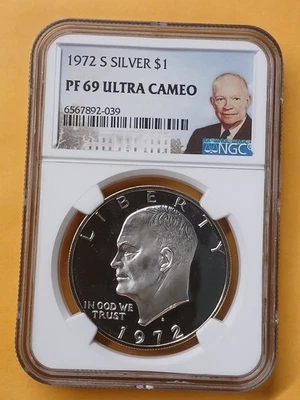 1972 S SILVER $1
PF 69 ULTRA CAMEO
6567892-039
NGC
LIBERTY
IN GOD WE
TRUST
S
1972